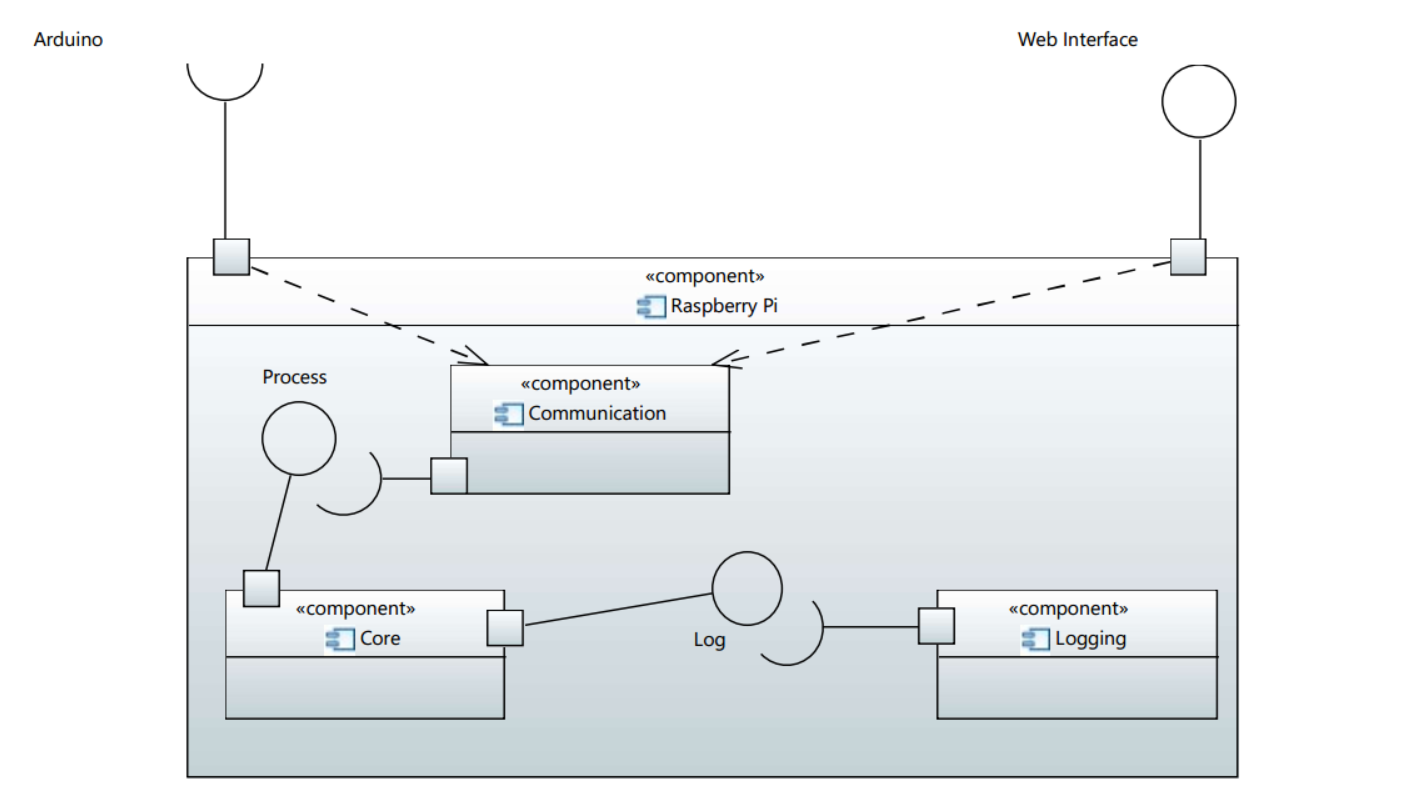 Arduino
Web Interface
«component»
Raspberry Pi
Process
«component»
Communication
«component»
Core
Log
«component»
Logging